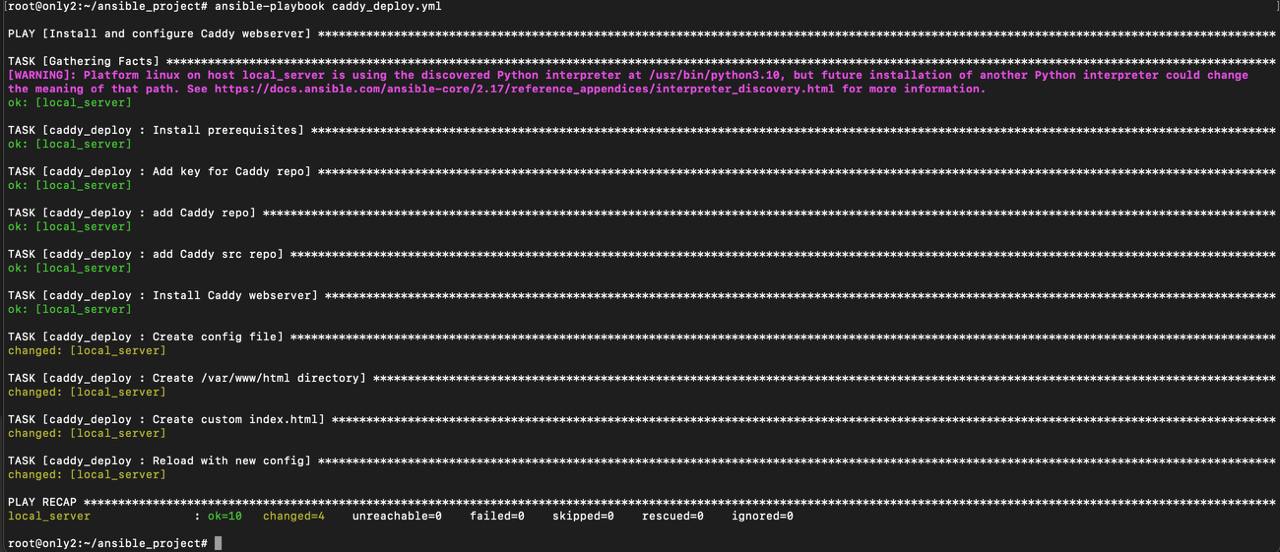 [root@only2:~/ansible_project# ansible-playbook caddy_deploy.yml ]
PLAY [Install and configure Caddy webserver] ********************************************************************************************************************************************
TASK [Gathering Facts] ******************************************************************************************************************************************************************
[WARNING]: Platform linux on host local_server is using the discovered Python interpreter at /usr/bin/python3.10, but future installation of another Python interpreter could change
the meaning of that path. See https://docs.ansible.com/ansible-core/2.17/reference_appendices/interpreter_discovery.html for more information.
ok: [local_server]
TASK [caddy_deploy : Install prerequisites] *********************************************************************************************************************************************
ok: [local_server]
TASK [caddy_deploy : Add key for Caddy repo] ********************************************************************************************************************************************
ok: [local_server]
TASK [caddy_deploy : add Caddy repo] ****************************************************************************************************************************************************
ok: [local_server]
TASK [caddy_deploy : add Caddy src repo] ************************************************************************************************************************************************
ok: [local_server]
TASK [caddy_deploy : Install Caddy webserver] *******************************************************************************************************************************************
ok: [local_server]
TASK [caddy_deploy : Create config file] ************************************************************************************************************************************************
changed: [local_server]
TASK [caddy_deploy : Create /var/www/html directory] ************************************************************************************************************************************
changed: [local_server]
TASK [caddy_deploy : Create custom index.html] ******************************************************************************************************************************************
changed: [local_server]
TASK [caddy_deploy : Reload with new config] ********************************************************************************************************************************************
changed: [local_server]
PLAY RECAP ******************************************************************************************************************************************************************************
local_server : ok=10 changed=4 unreachable=0 failed=0 skipped=0 rescued=0 ignored=0
root@only2:~/ansible_project#